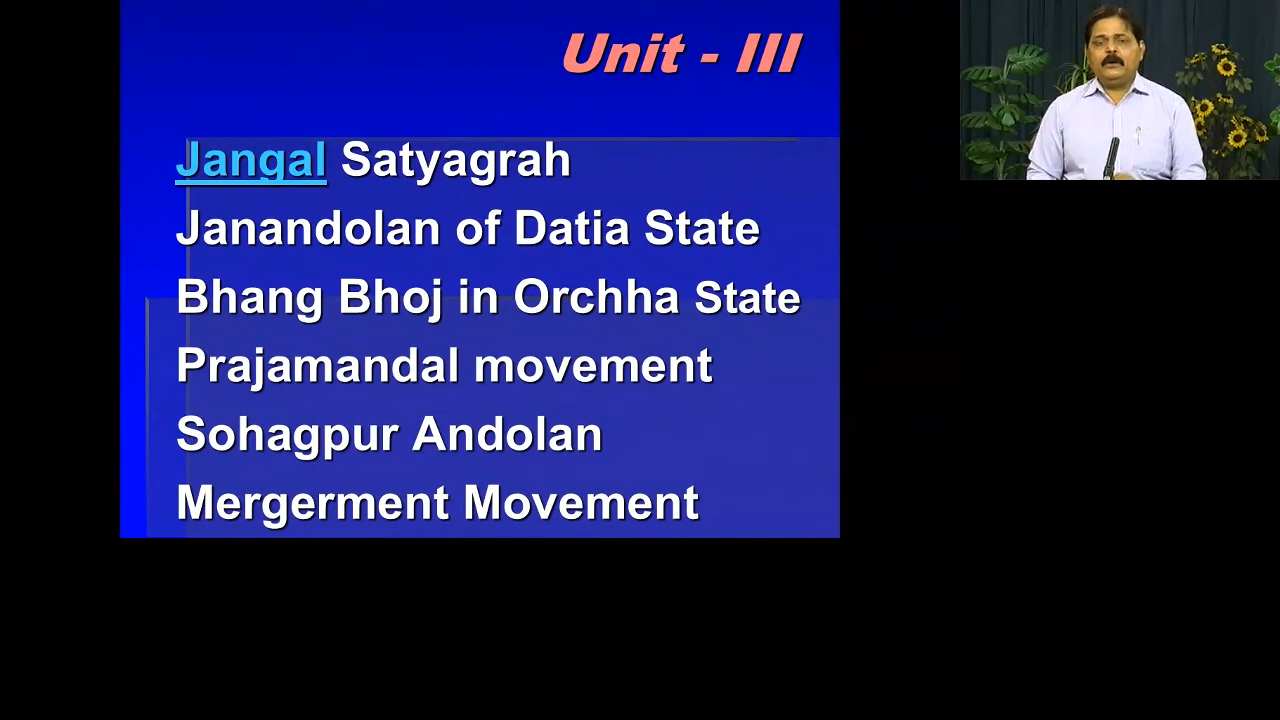 Unit - III
Jangal Satyagrah
Janandolan of Datia State
Bhang Bhoj in Orchha State
Prajamandal movement
Sohagpur Andolan
Mergerment Movement